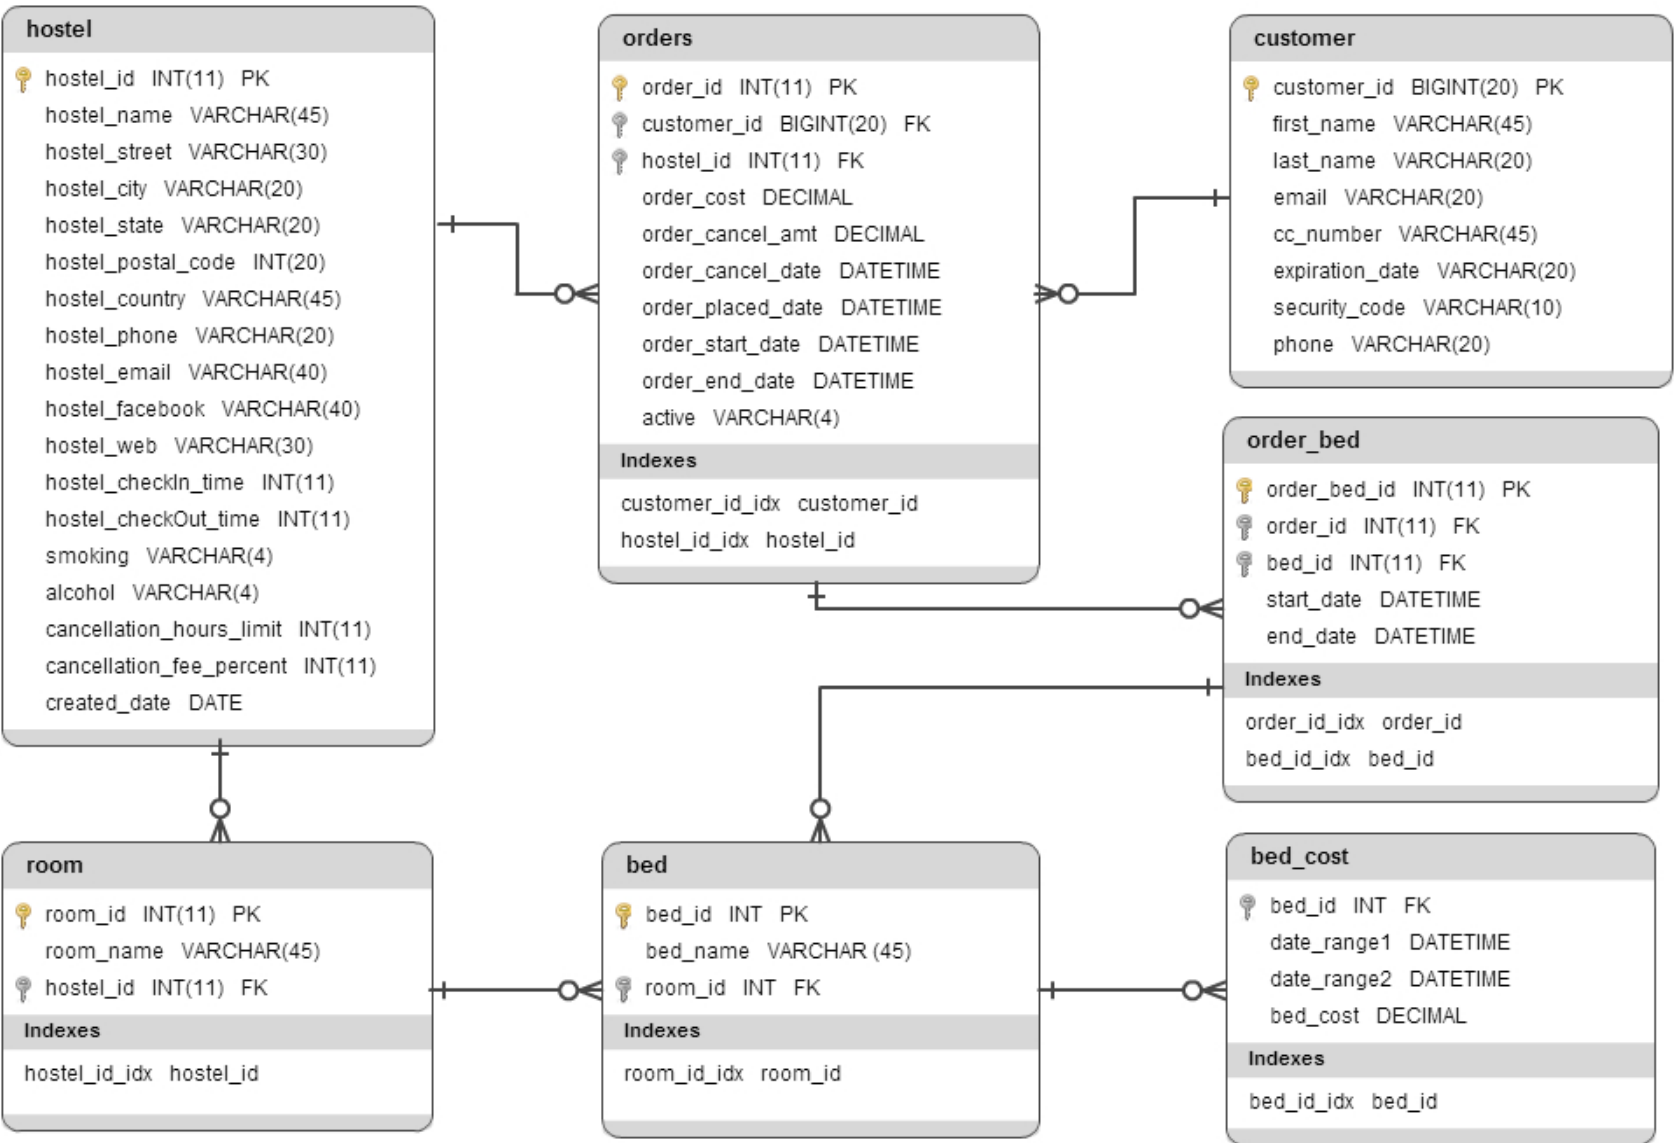 hostel
hostel_id INT(11) PK
hostel_name VARCHAR(45)
hostel_street VARCHAR(30)
hostel_city VARCHAR(20)
hostel_state VARCHAR(20)
hostel_postal_code INT(20)
hostel_country VARCHAR(45)
hostel_phone VARCHAR(20)
hostel_email VARCHAR(40)
hostel_facebook VARCHAR(40)
hostel_web VARCHAR(30)
hostel_checkIn_time INT(11)
hostel_checkOut_time INT(11)
smoking VARCHAR(4)
alcohol VARCHAR(4)
cancellation_hours_limit INT(11)
cancellation_fee_percent INT(11)
created_date DATE
orders
order_id INT(11) PK
customer_id BIGINT(20) FK
hostel_id INT(11) FK
order_cost DECIMAL
order_cancel_amt DECIMAL
order_cancel_date DATETIME
order_placed_date DATETIME
order_start_date DATETIME
order_end_date DATETIME
active VARCHAR(4)
Indexes
customer_id_idx customer_id
hostel_id_idx hostel_id
customer
customer_id BIGINT(20) PK
first_name VARCHAR(45)
last_name VARCHAR(20)
email VARCHAR(20)
cc_number VARCHAR(45)
expiration_date VARCHAR(20)
security_code VARCHAR(10)
phone VARCHAR(20)
order_bed
order_bed_id INT(11) PK
order_id INT(11) FK
bed_id INT(11) FK
start_date DATETIME
end_date DATETIME
Indexes
order_id_idx order_id
bed_id_idx bed_id
room
room_id INT(11) PK
room_name VARCHAR(45)
hostel_id INT(11) FK
Indexes
hostel_id_idx hostel_id
bed
bed_id INT PK
bed_name VARCHAR (45)
room_id INT FK
Indexes
room_id_idx room_id
bed_cost
bed_id INT FK
date_range1 DATETIME
date_range2 DATETIME
bed_cost DECIMAL
Indexes
bed_id_idx bed_id